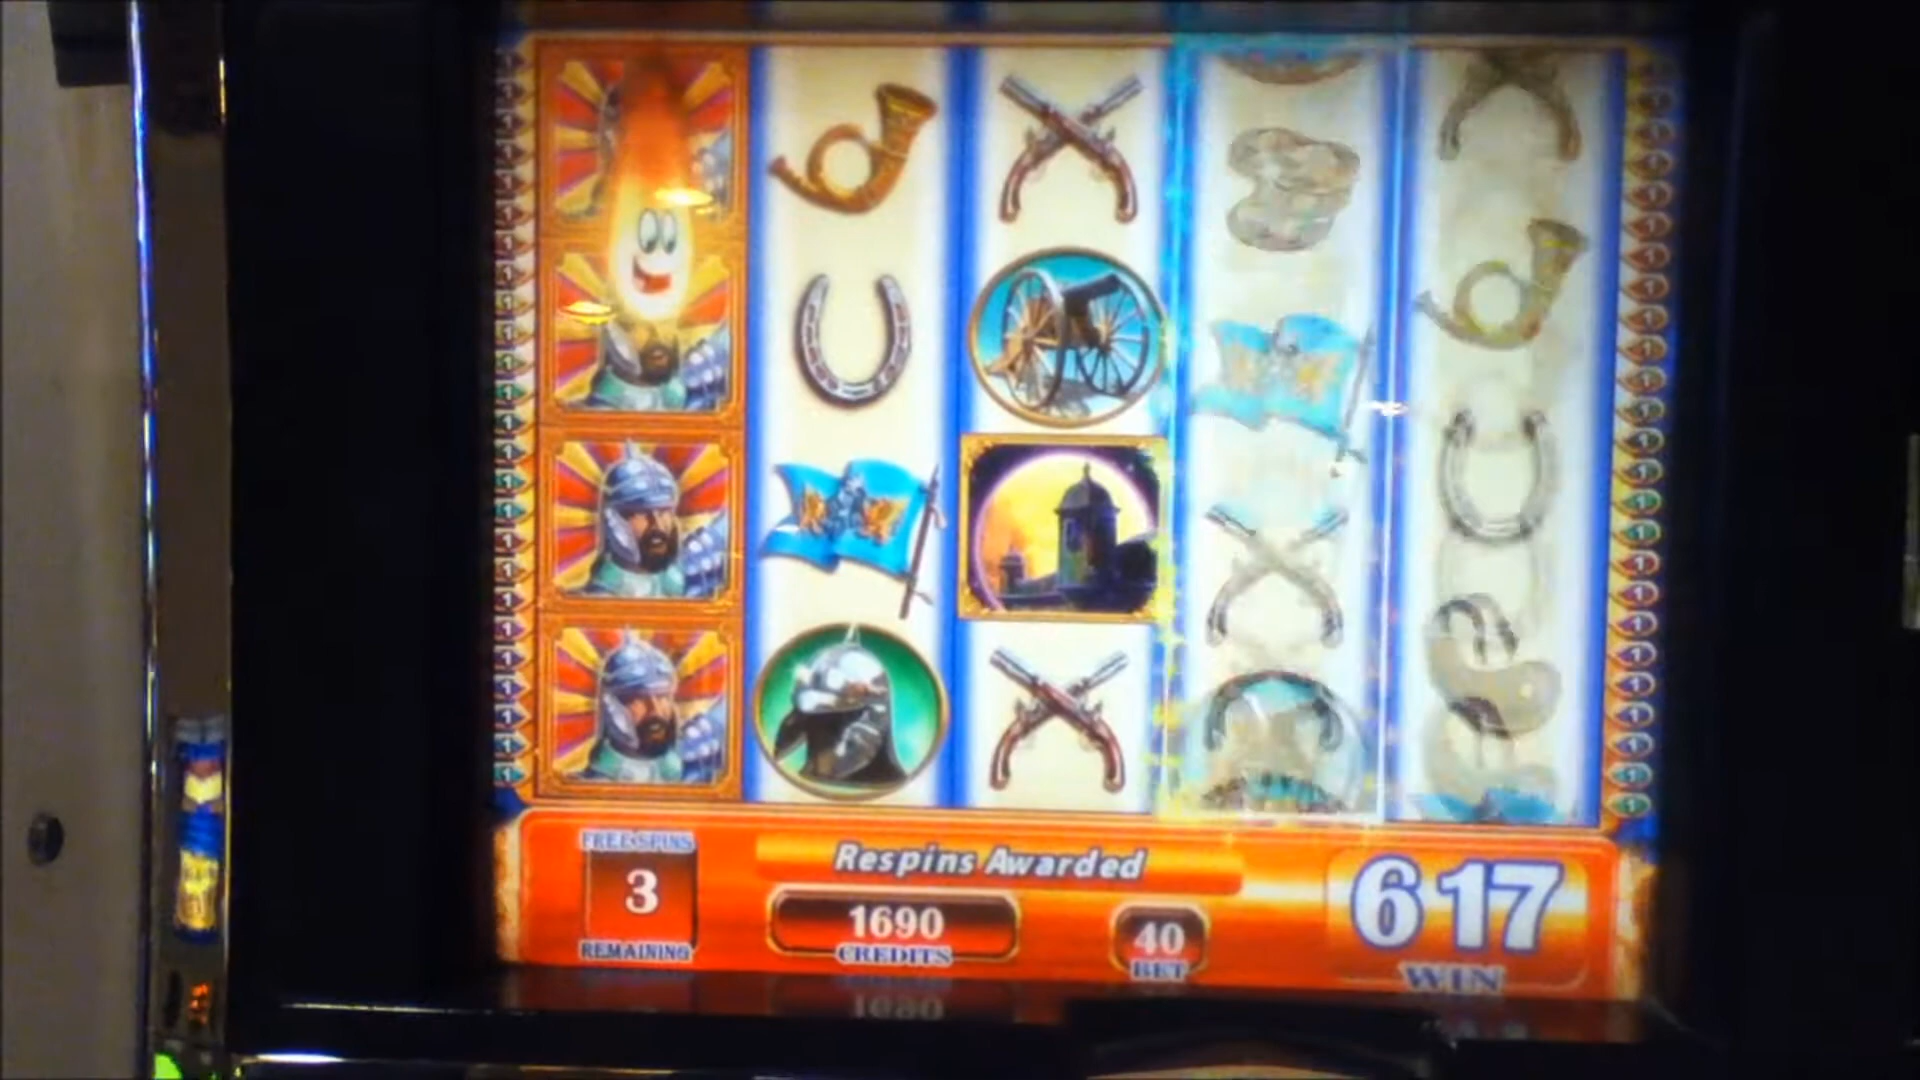 FREE SPINS
3
REMAINING
Respins Awarded
1690
CREDITS
40
BET
617
WIN